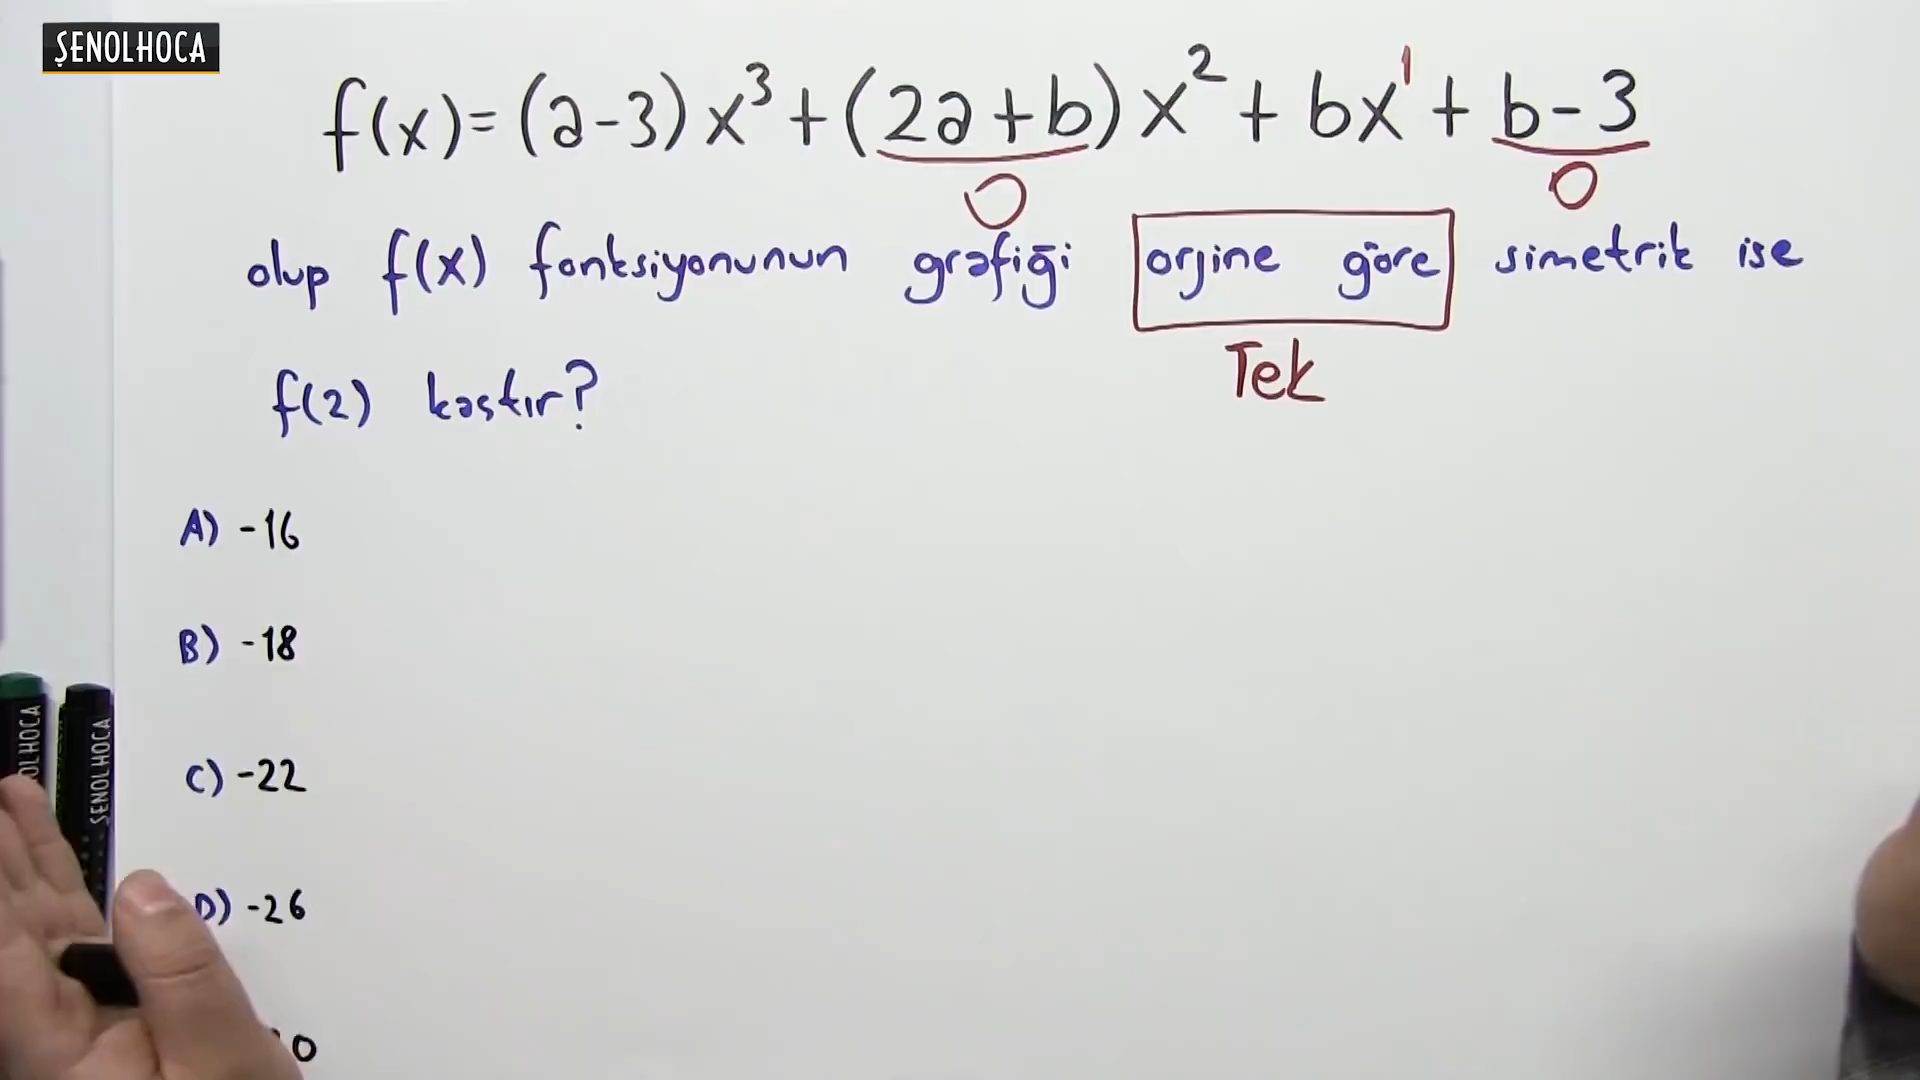 ŞENOLHOCA
f(x)=(a-3)x³+(2a+b)x²+bx¹+b-3
0 0
olup f(x) fonksiyonunun grafiği orjine göre simetrik ise
Tek
f(2) kaçtır?
A) -16
B) -18
C) -22
D) -26
0
ŞENOLHOCA